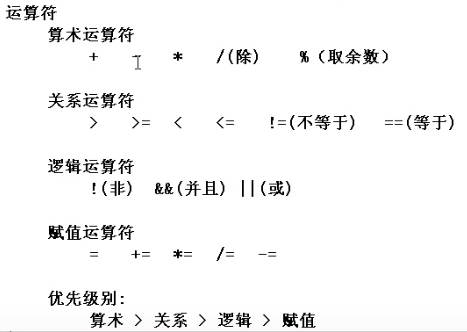 运算符
算术运算符
+ - * /(除) %(取余数)
关系运算符
> >= < <= !=(不等于) ==(等于)
逻辑运算符
!(非) &&(并且) ||(或)
赋值运算符
= += *= /= -=
优先级别:
算术 > 关系 > 逻辑 > 赋值